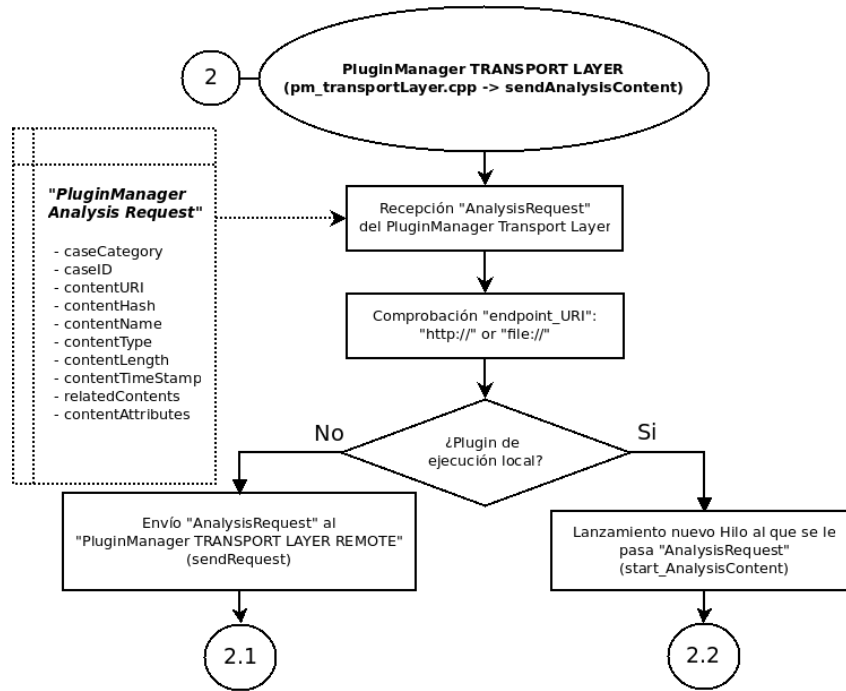 2
PluginManager TRANSPORT LAYER
(pm_transportLayer.cpp -> sendAnalysisContent)
"PluginManager
Analysis Request"
- caseCategory
- caseID
- contentURI
- contentHash
- contentName
- contentType
- contentLength
- contentTimeStamp
- relatedContents
- contentAttributes
Recepción "AnalysisRequest"
del PluginManager Transport Layer
Comprobación "endpoint_URI":
"http://" or "file://"
¿Plugin de
ejecución local?
No
Si
Envío "AnalysisRequest" al
"PluginManager TRANSPORT LAYER REMOTE"
(sendRequest)
Lanzamiento nuevo Hilo al que se le
pasa "AnalysisRequest"
(start_AnalysisContent)
2.1
2.2